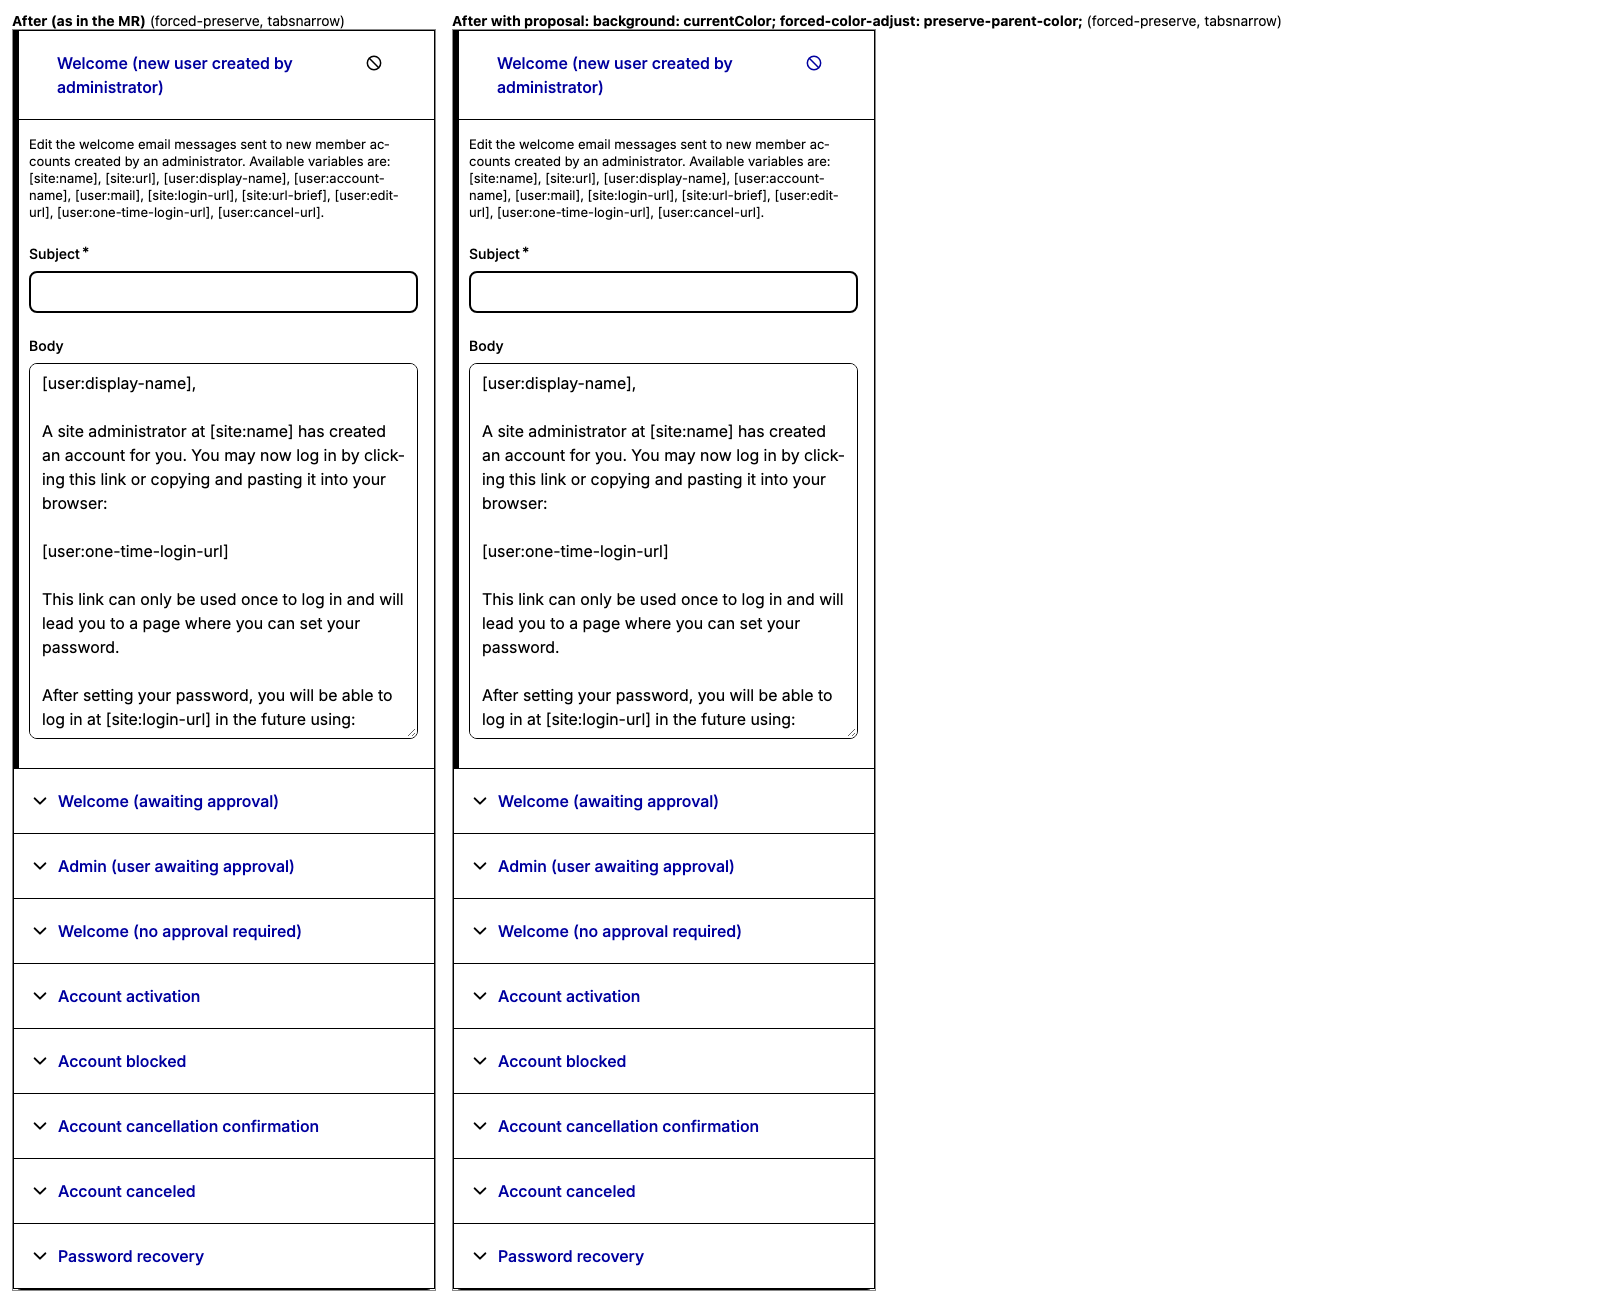 After (as in the MR) (forced-preserve, tabsnarrow)
Welcome (new user created by
administrator)
Edit the welcome email messages sent to new member ac-
counts created by an administrator. Available variables are:
[site:name], [site:url], [user:display-name], [user:account-
name], [user:mail], [site:login-url], [site:url-brief], [user:edit-
url], [user:one-time-login-url], [user:cancel-url].
Subject*
Body
[user:display-name],
A site administrator at [site:name] has created
an account for you. You may now log in by click-
ing this link or copying and pasting it into your
browser:
[user:one-time-login-url]
This link can only be used once to log in and will
lead you to a page where you can set your
password.
After setting your password, you will be able to
log in at [site:login-url] in the future using:
Welcome (awaiting approval)
Admin (user awaiting approval)
Welcome (no approval required)
Account activation
Account blocked
Account cancellation confirmation
Account canceled
Password recovery
After with proposal: background: currentColor; forced-color-adjust: preserve-parent-color; (forced-preserve, tabsnarrow)
Welcome (new user created by
administrator)
Edit the welcome email messages sent to new member ac-
counts created by an administrator. Available variables are:
[site:name], [site:url], [user:display-name], [user:account-
name], [user:mail], [site:login-url], [site:url-brief], [user:edit-
url], [user:one-time-login-url], [user:cancel-url].
Subject*
Body
[user:display-name],
A site administrator at [site:name] has created
an account for you. You may now log in by click-
ing this link or copying and pasting it into your
browser:
[user:one-time-login-url]
This link can only be used once to log in and will
lead you to a page where you can set your
password.
After setting your password, you will be able to
log in at [site:login-url] in the future using:
Welcome (awaiting approval)
Admin (user awaiting approval)
Welcome (no approval required)
Account activation
Account blocked
Account cancellation confirmation
Account canceled
Password recovery